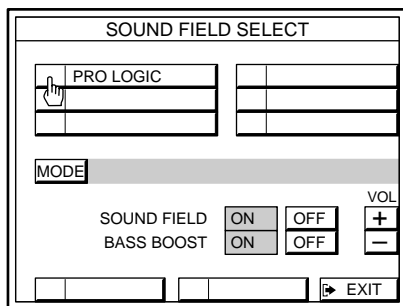 SOUND FIELD SELECT
PRO LOGIC
MODE
VOL
SOUND FIELD ON OFF +
BASS BOOST ON OFF −
EXIT